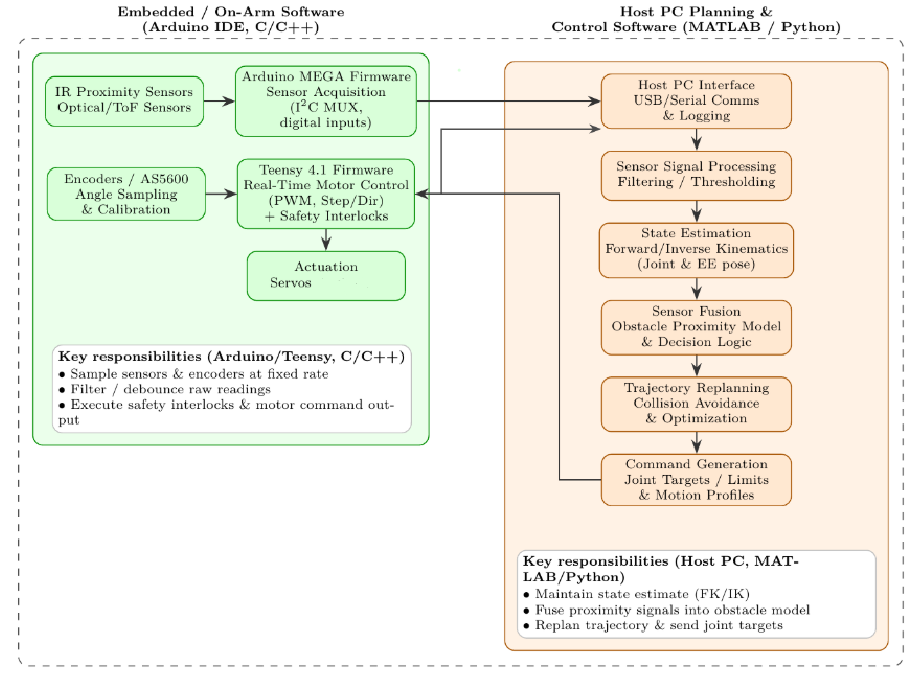 Embedded / On-Arm Software
(Arduino IDE, C/C++)
Host PC Planning &
Control Software (MATLAB / Python)
IR Proximity Sensors
Optical/ToF Sensors
Arduino MEGA Firmware
Sensor Acquisition
(I²C MUX,
digital inputs)
Encoders / AS5600
Angle Sampling
& Calibration
Teensy 4.1 Firmware
Real-Time Motor Control
(PWM, Step/Dir)
+ Safety Interlocks
Actuation
Servos
Key responsibilities (Arduino/Teensy, C/C++)
• Sample sensors & encoders at fixed rate
• Filter / debounce raw readings
• Execute safety interlocks & motor command out-
put
Host PC Interface
USB/Serial Comms
& Logging
Sensor Signal Processing
Filtering / Thresholding
State Estimation
Forward/Inverse Kinematics
(Joint & EE pose)
Sensor Fusion
Obstacle Proximity Model
& Decision Logic
Trajectory Replanning
Collision Avoidance
& Optimization
Command Generation
Joint Targets / Limits
& Motion Profiles
Key responsibilities (Host PC, MAT-
LAB/Python)
• Maintain state estimate (FK/IK)
• Fuse proximity signals into obstacle model
• Replan trajectory & send joint targets